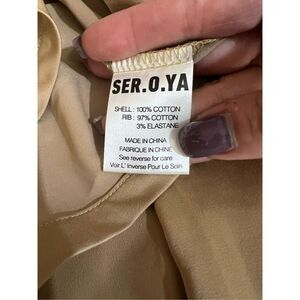 SER.O.YA
SHELL: 100% COTTON
RIB: 97% COTTON
3% ELASTANE
MADE IN CHINA
FABRIQUE IN CHINE
See reverse for care
Voir L' Inverse Pour Le Soin